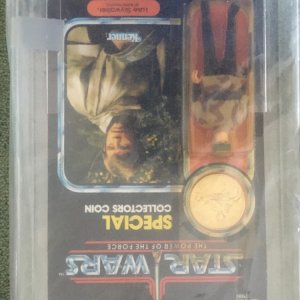 STAR WARS
THE POWER OF THE FORCE
SPECIAL
COLLECTORS COIN
Kenner
Luke Skywalker